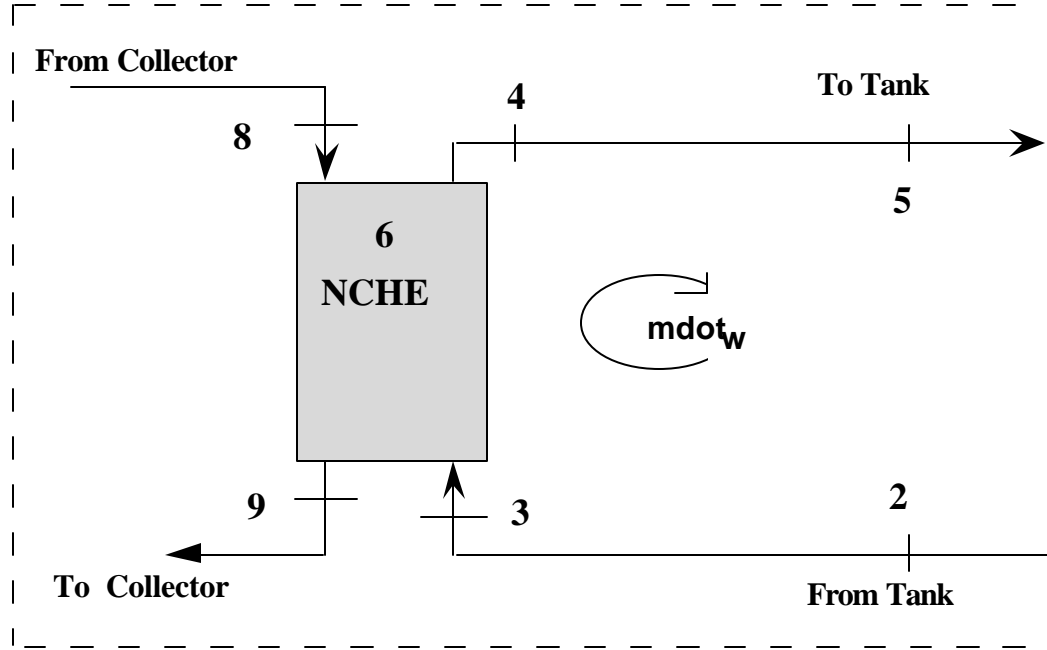 From Collector
To Tank
4
8
5
6
NCHE
mdotw
9
3
2
To Collector
From Tank